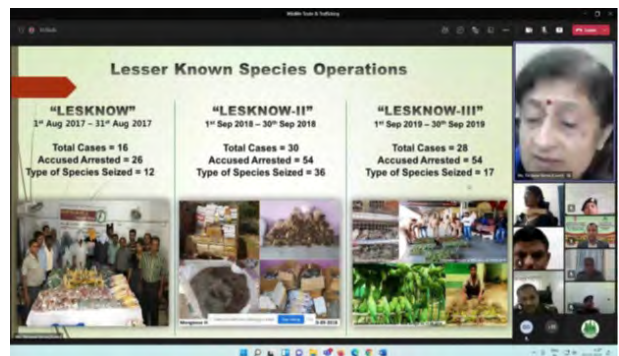 Wildlife Trade & Trafficking
Leave
Lesser Known Species Operations
“LESKNOW”
1st Aug 2017 – 31st Aug 2017
Total Cases = 16
Accused Arrested = 26
Type of Species Seized = 12
“LESKNOW-II”
1st Sep 2018 – 30th Sep 2018
Total Cases = 30
Accused Arrested = 54
Type of Species Seized = 36
“LESKNOW-III”
1st Sep 2019 – 30th Sep 2019
Total Cases = 28
Accused Arrested = 54
Type of Species Seized = 17
Mongoose H